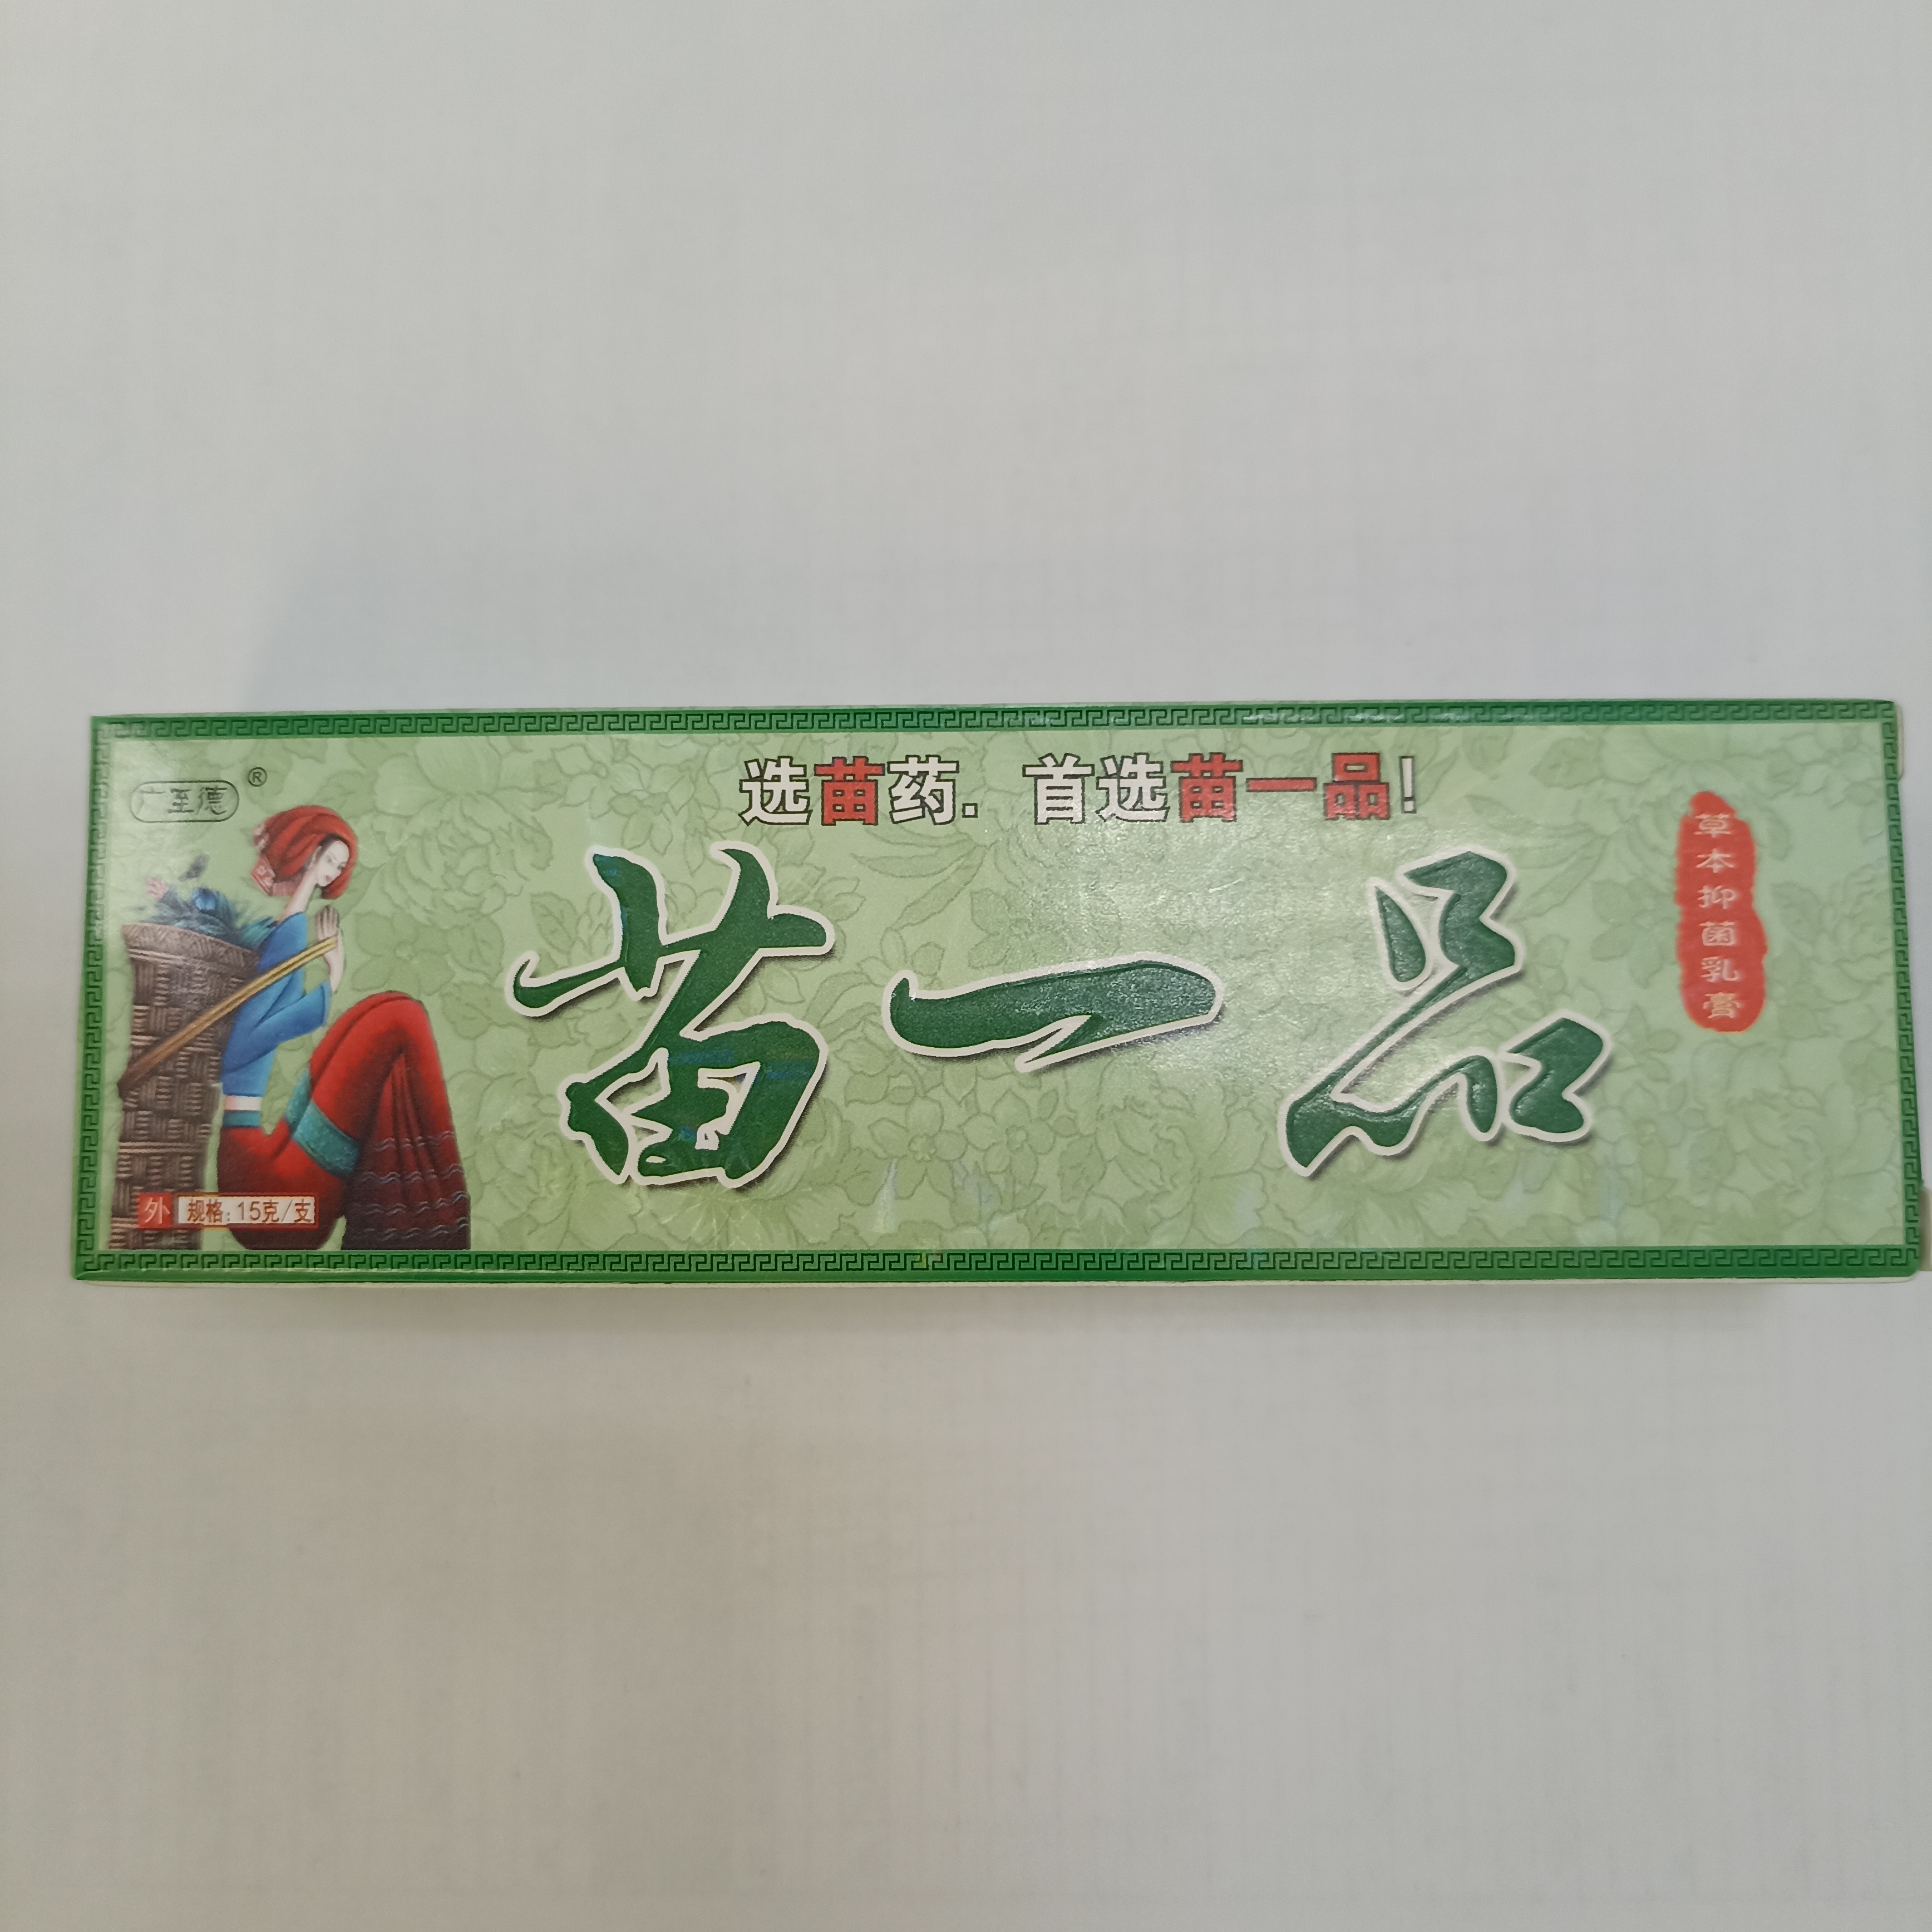 广至德®
选苗药. 首选苗一品!
苗一品
草本抑菌乳膏
外 规格:15克/支